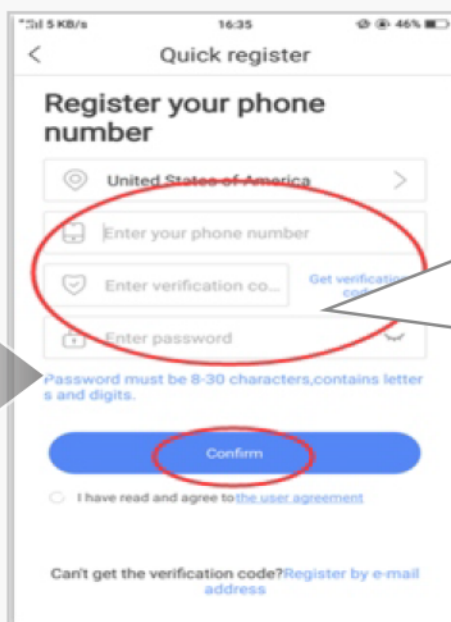 5 KB/s 16:35 46%
Quick register
Register your phone
number
United States of America
Enter your phone number
Enter verification co...
Get verification
code
Enter password
Password must be 8-30 characters,contains letter
s and digits.
Confirm
I have read and agree to the user agreement
Can't get the verification code?Register by e-mail
address